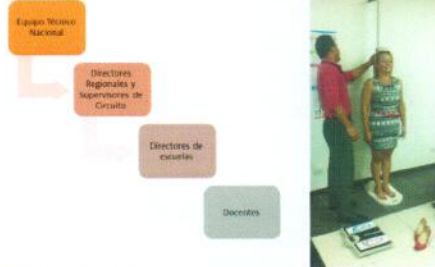 Equipo Técnico
Nacional
Directores
Regionales y
Supervisores de
Circuito
Directores de
escuelas
Docentes